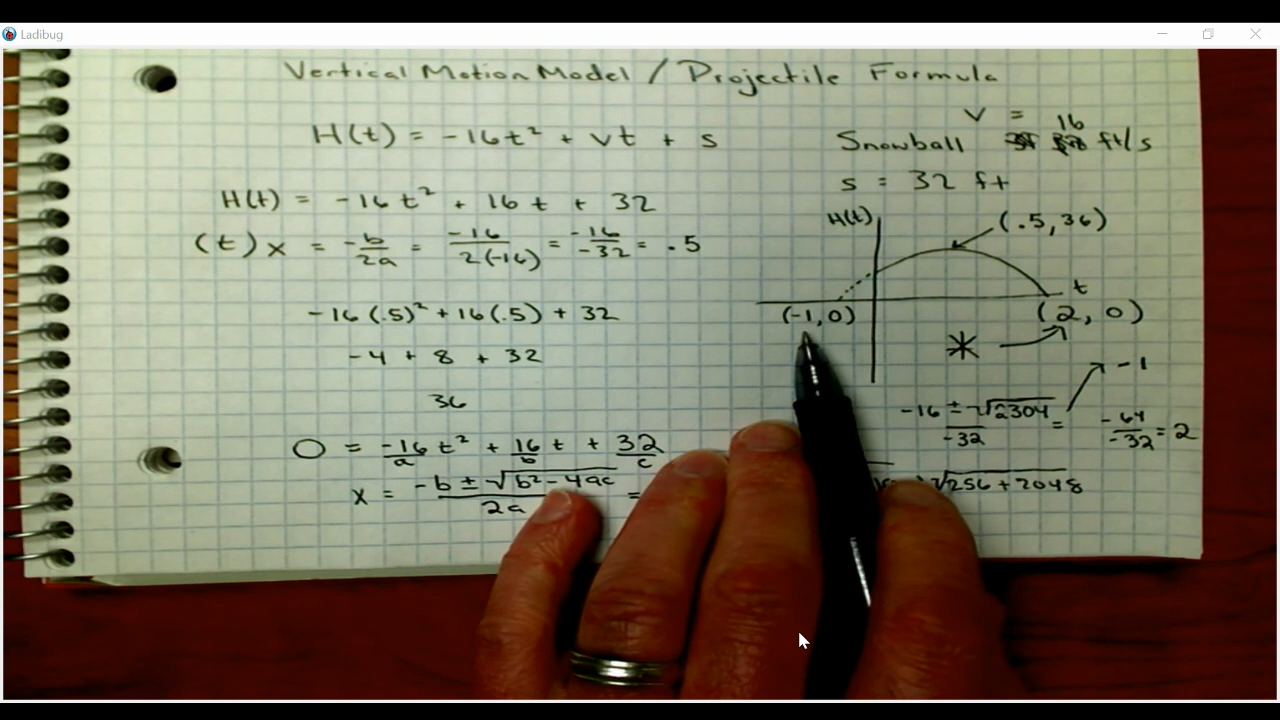 Ladibug
Vertical Motion Model / Projectile Formula
H(t) = -16t² + vt + s
v = 16
Snowball ft/s
s = 32 ft
H(t) = -16t² + 16t + 32
(t) x = -b/2a = -16/2(-16) = -16/-32 = .5
H(t)
(.5, 36)
t
(-1, 0)
(2, 0)
*
-16(.5)² + 16(.5) + 32
-4 + 8 + 32
36
-1
-16 ± √2304/-32 =
-64/-32 = 2
0 = -16t² + 16t + 32
a b c
x = -b ± √b² - 4ac/2a =
√256 + 2048